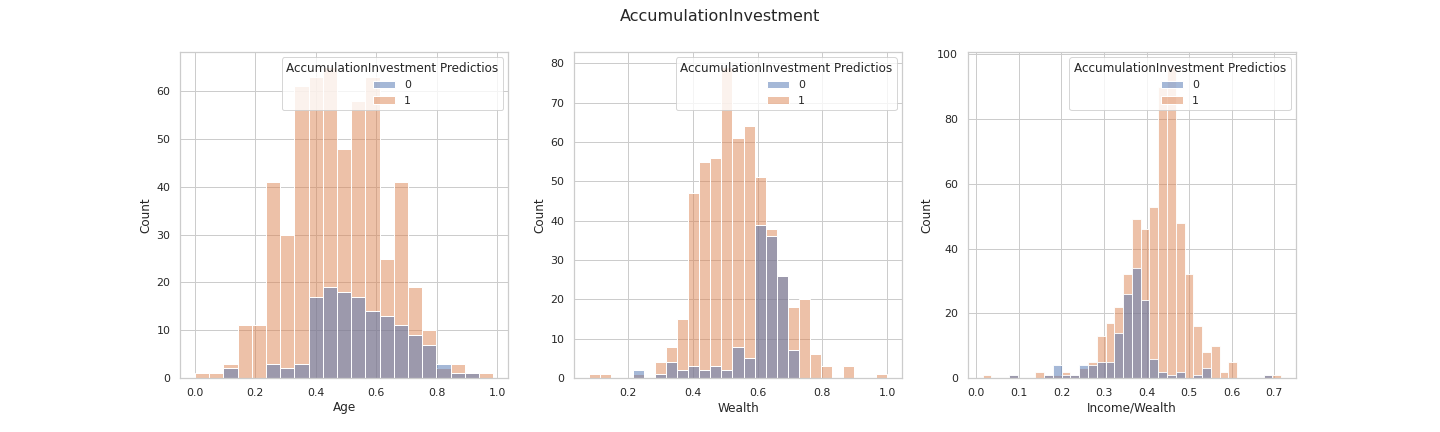 AccumulationInvestment
AccumulationInvestment Predictios
0
1
60
50
40
30
20
10
0
Count
0.0 0.2 0.4 0.6 0.8 1.0
Age
AccumulationInvestment Predictios
0
1
80
70
60
50
40
30
20
10
0
Count
0.2 0.4 0.6 0.8 1.0
Wealth
AccumulationInvestment Predictios
0
1
100
80
60
40
20
0
Count
0.0 0.1 0.2 0.3 0.4 0.5 0.6 0.7
Income/Wealth